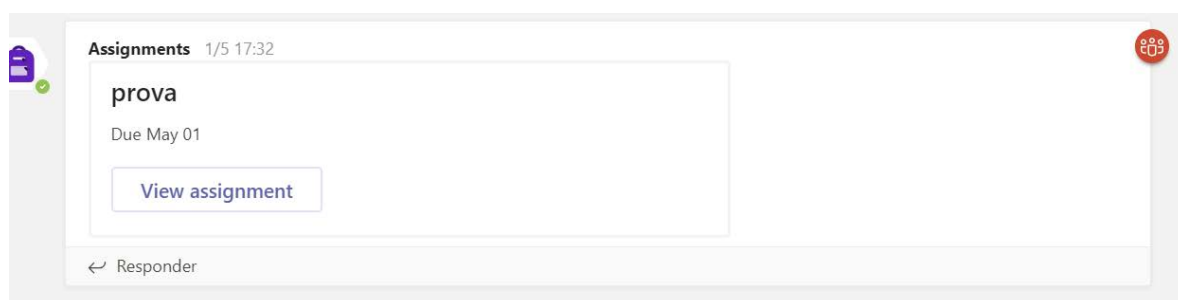 Assignments 1/5 17:32
prova
Due May 01
View assignment
Responder